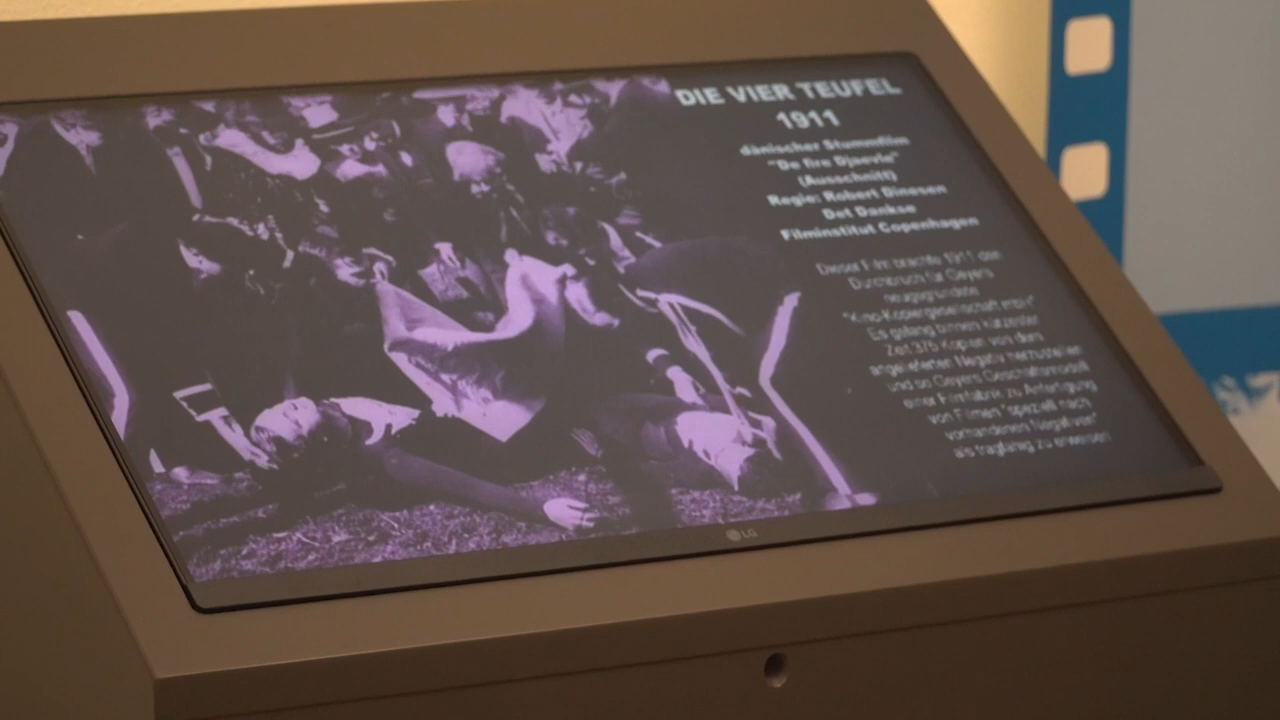 DIE VIER TEUFEL
1911
dänischer Stummfilm
"De fire Djaevle"
(Ausschnitt)
Regie: Robert Dinesen
Det Dankse
Filminstitut Copenhagen
Dieser Film brachte 1911 den
Durchbruch für Geyers
neugegründete
"Kino-Kopiergesellschaft mbH"
Es gelang binnen kürzester
Zeit 375 Kopien von dem
angelieferten Negativ herzustellen
und so Geyers Geschäftsmodell
einer Filmfabrik zu Anfertigung
von Filmen "speziell nach
vorhandenen Negativen"
als tragfähig zu erweisen
LG